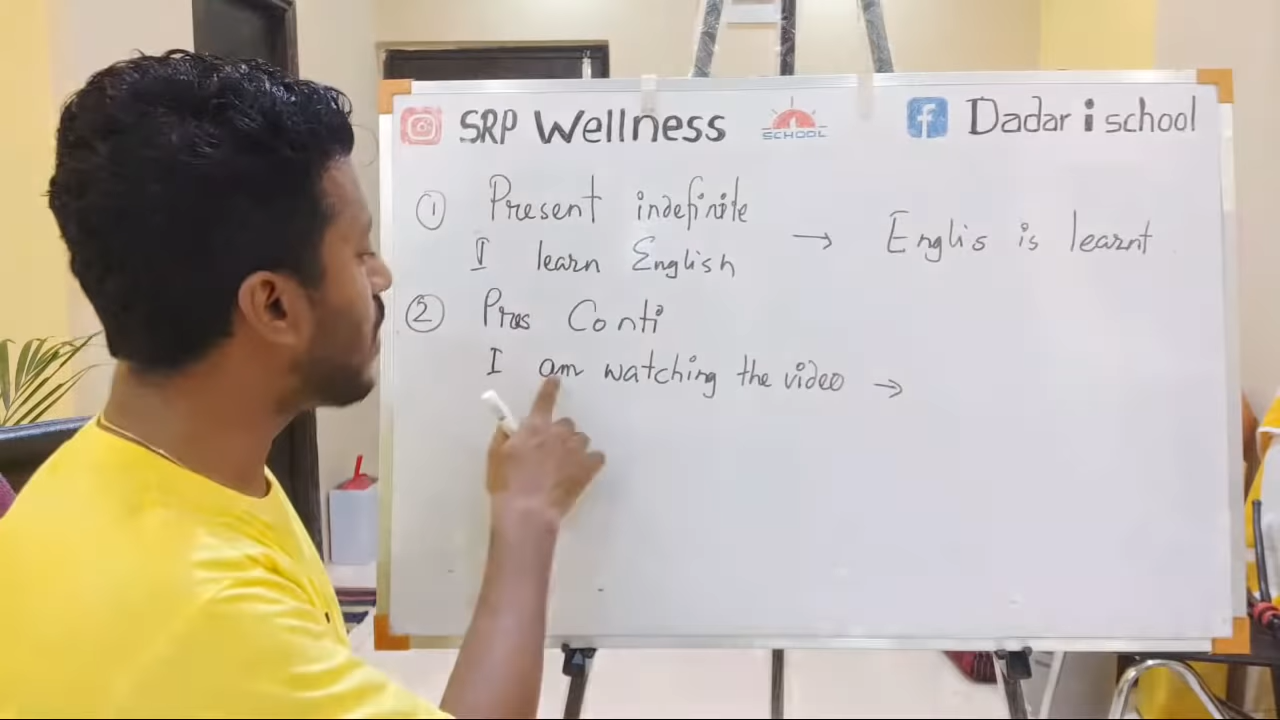 SRP Wellness SCHOOL Dadar i school
1 Present indefinite
I learn English → Englis is learnt
2 Pres Conti
I am watching the video →